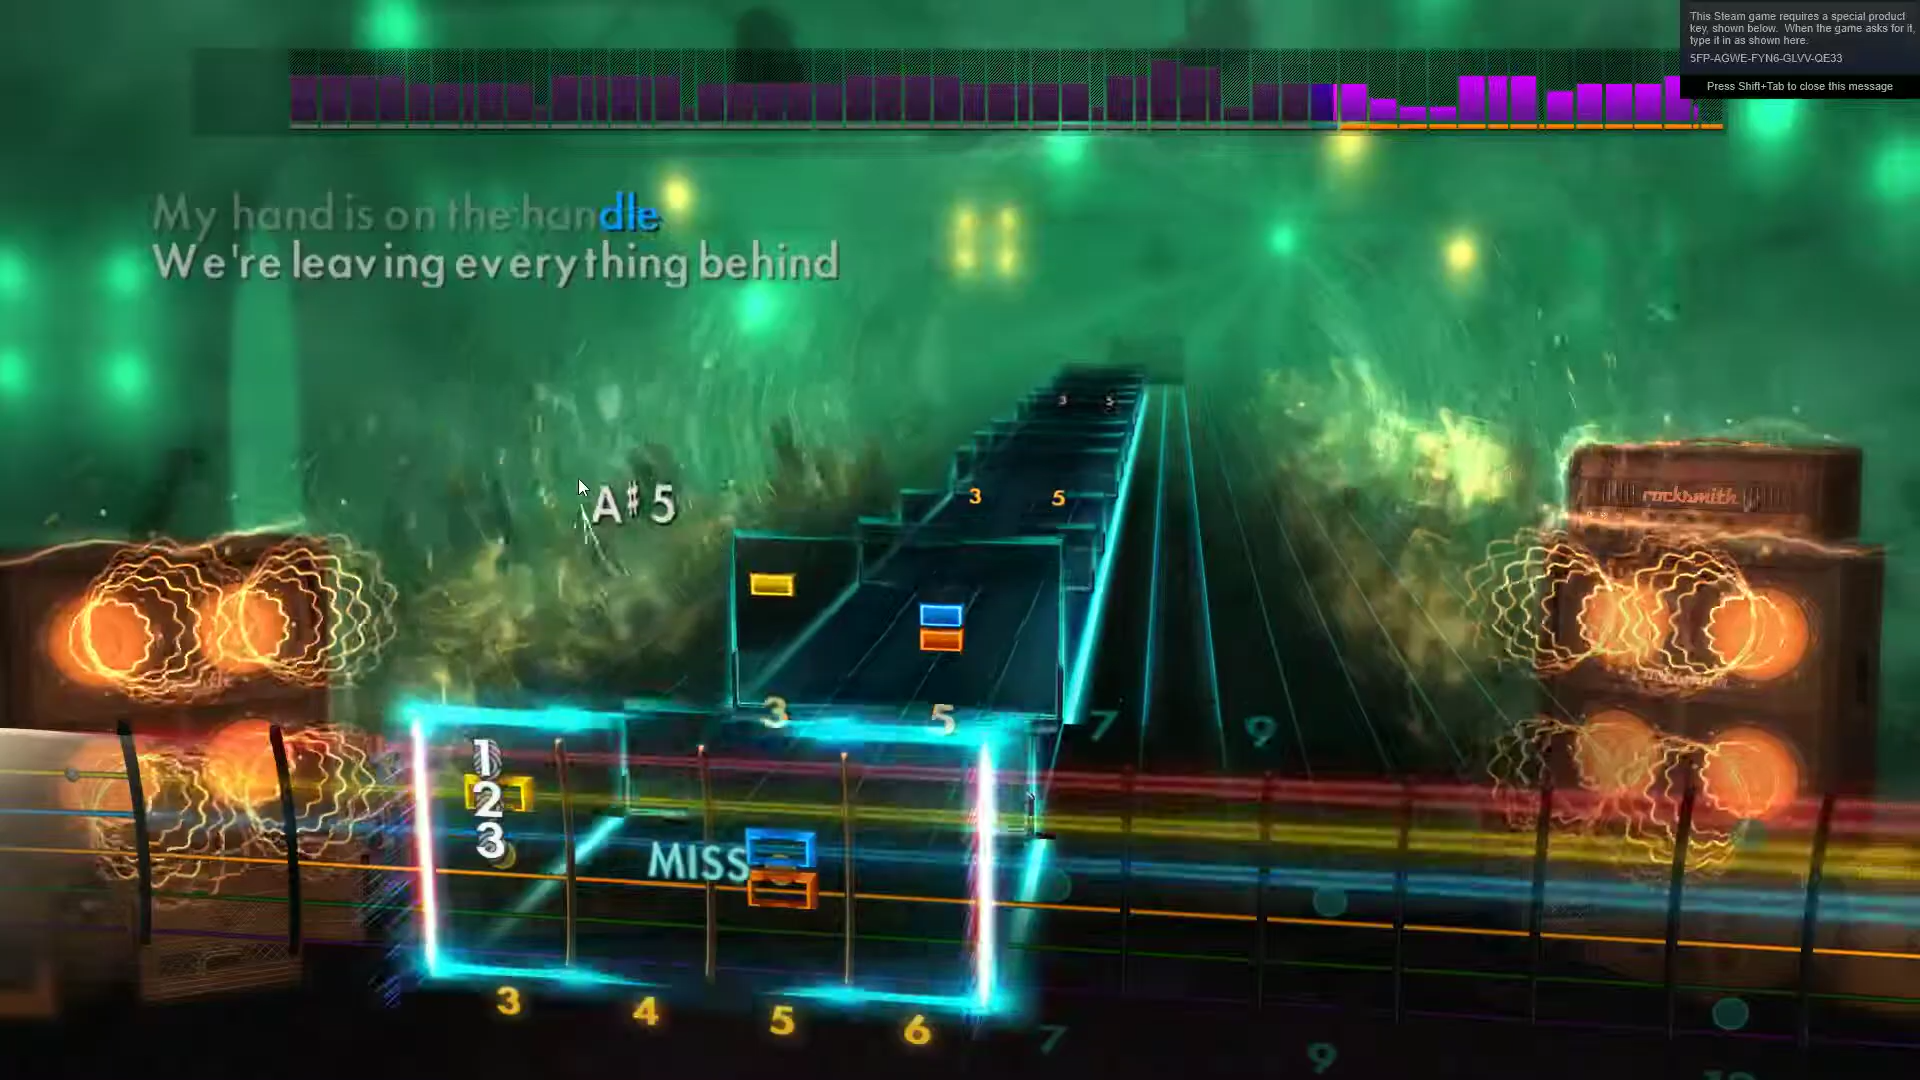 This Steam game requires a special product
key, shown below. When the game asks for it,
type it in as shown here.
5FP-AGWE-FYN6-GLVV-QE33
Press Shift+Tab to close this message
My hand is on the handle
We're leaving everything behind
3 5
A♯5
rocksmith
3 5
3 5 7 9
1
2
3
MISS
3 4 5 6 7 9